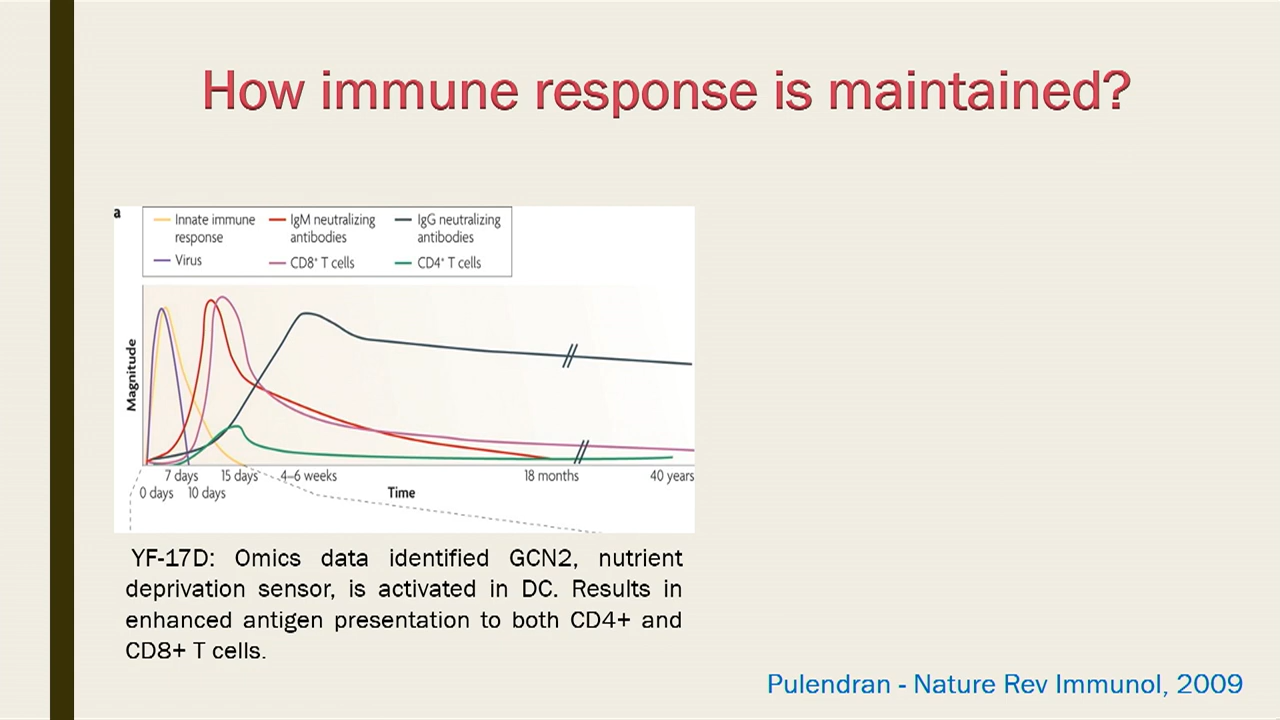 How immune response is maintained?
a
Innate immune response
IgM neutralizing antibodies
IgG neutralizing antibodies
Virus
CD8⁺ T cells
CD4⁺ T cells
Magnitude
7 days 15 days 4–6 weeks 18 months 40 years
0 days 10 days
Time
YF-17D: Omics data identified GCN2, nutrient
deprivation sensor, is activated in DC. Results in
enhanced antigen presentation to both CD4+ and
CD8+ T cells.
Pulendran - Nature Rev Immunol, 2009